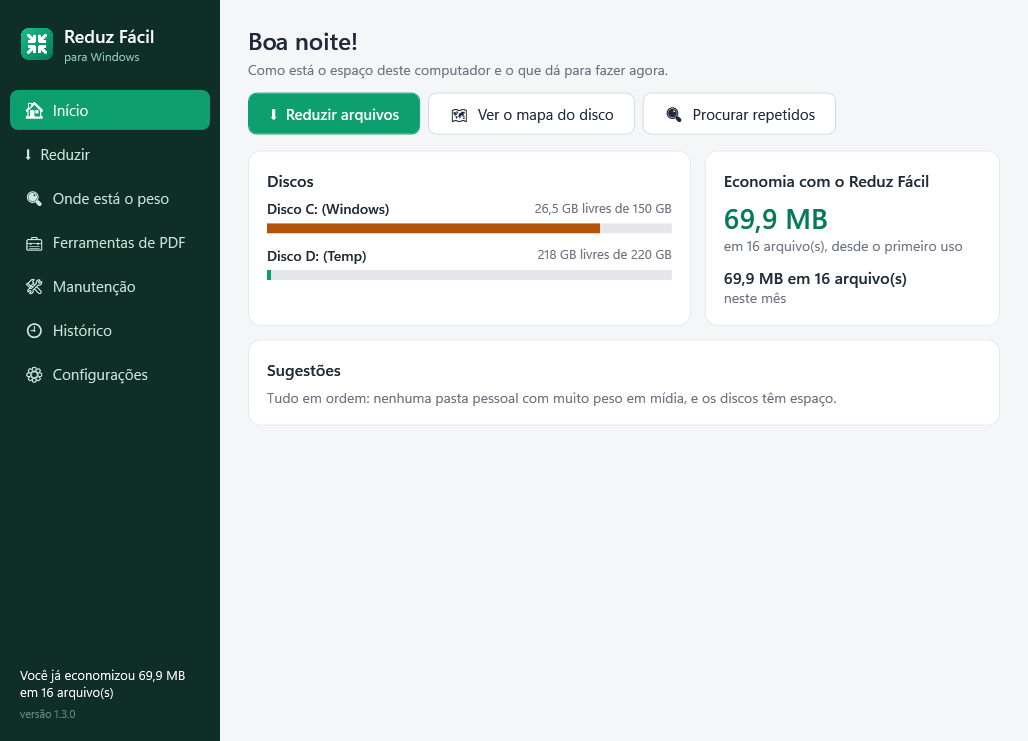 Reduz Fácil
para Windows
Início
Reduzir
Onde está o peso
Ferramentas de PDF
Manutenção
Histórico
Configurações
Você já economizou 69,9 MB
em 16 arquivo(s)
versão 1.3.0
Boa noite!
Como está o espaço deste computador e o que dá para fazer agora.
Reduzir arquivos
Ver o mapa do disco
Procurar repetidos
Discos
Disco C: (Windows)
26,5 GB livres de 150 GB
Disco D: (Temp)
218 GB livres de 220 GB
Economia com o Reduz Fácil
69,9 MB
em 16 arquivo(s), desde o primeiro uso
69,9 MB em 16 arquivo(s)
neste mês
Sugestões
Tudo em ordem: nenhuma pasta pessoal com muito peso em mídia, e os discos têm espaço.